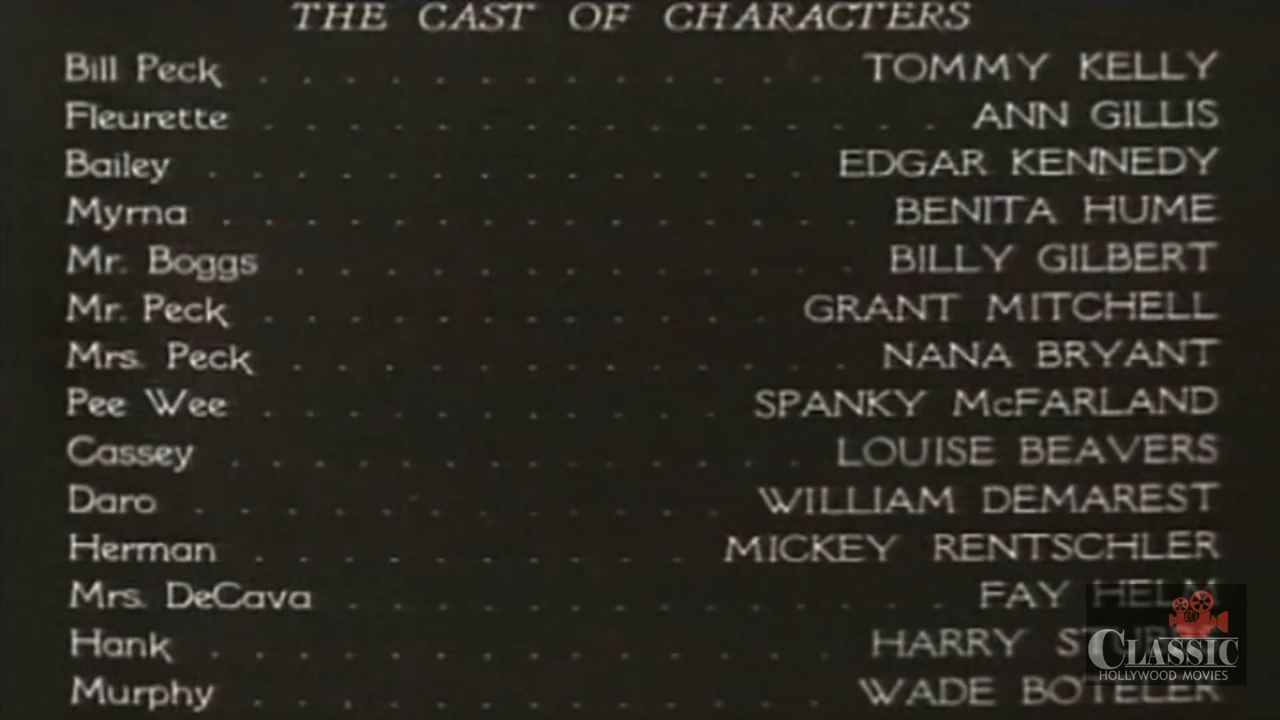 THE CAST OF CHARACTERS
Bill Peck . . . . . . . . . . . . . . . . . . . . . TOMMY KELLY
Fleurette . . . . . . . . . . . . . . . . . . . . . . . . . ANN GILLIS
Bailey . . . . . . . . . . . . . . . . . . . . . . EDGAR KENNEDY
Myrna . . . . . . . . . . . . . . . . . . . . . . . . BENITA HUME
Mr. Boggs . . . . . . . . . . . . . . . . . . . . . BILLY GILBERT
Mr. Peck . . . . . . . . . . . . . . . . . . . GRANT MITCHELL
Mrs. Peck . . . . . . . . . . . . . . . . . . . . . . NANA BRYANT
Pee Wee . . . . . . . . . . . . . . . . . SPANKY McFARLAND
Cassey . . . . . . . . . . . . . . . . . . . . . LOUISE BEAVERS
Daro . . . . . . . . . . . . . . . . . . . . WILLIAM DEMAREST
Herman . . . . . . . . . . . . . . . . MICKEY RENTSCHLER
Mrs. DeCava . . . . . . . . . . . . . . . . . . . . . . FAY HELM
Hank . . . . . . . . . . . . . . . . . . . . . . . HARRY
Murphy . . . . . . . . . . . . . . . . . . . . . WADE BOTELER
CLASSIC
HOLLYWOOD MOVIES